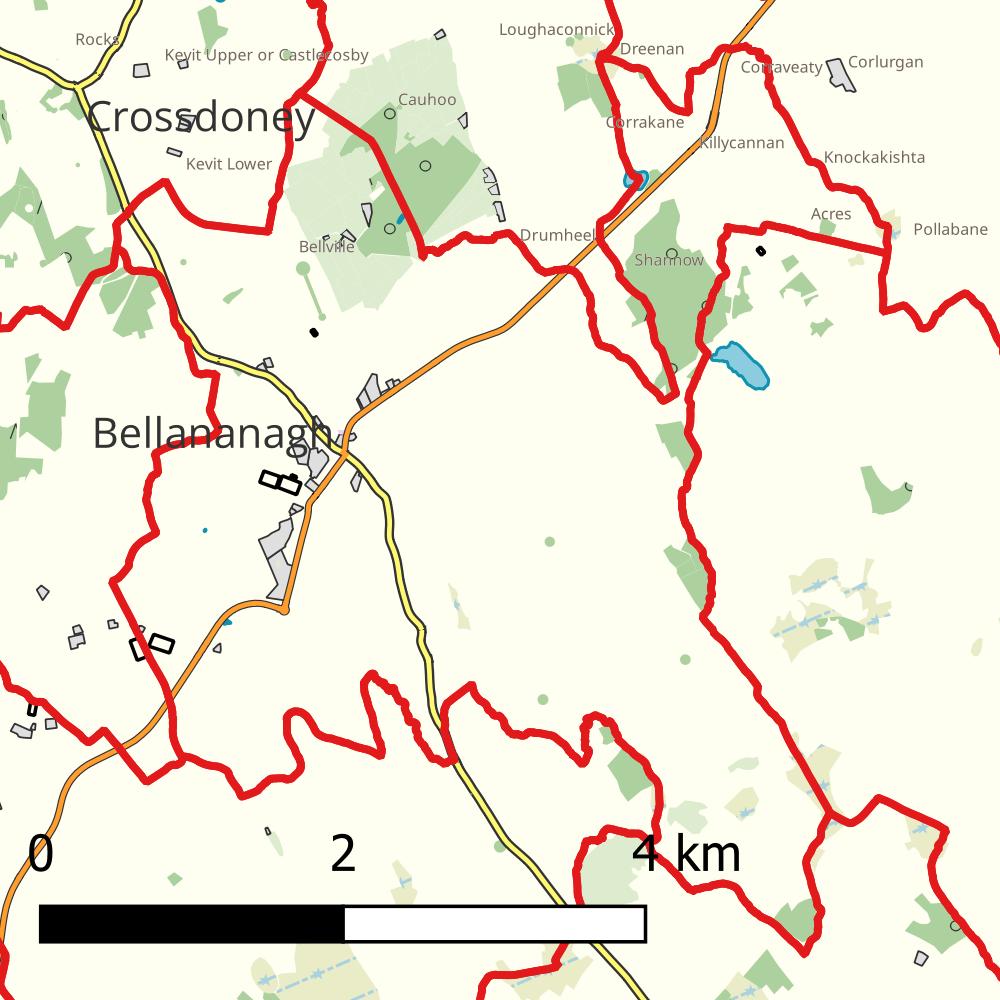 Loughaconnick
Rocks
Dreenan
Kevit Upper or Castlecosby
Corraveaty
Corlurgan
Cauhoo
Crossdoney
Corrakane
Killycannan
Knockakishta
Kevit Lower
Acres
Pollabane
Drumheel
Bellville
Shannow
Bellananagh
0 2 4 km